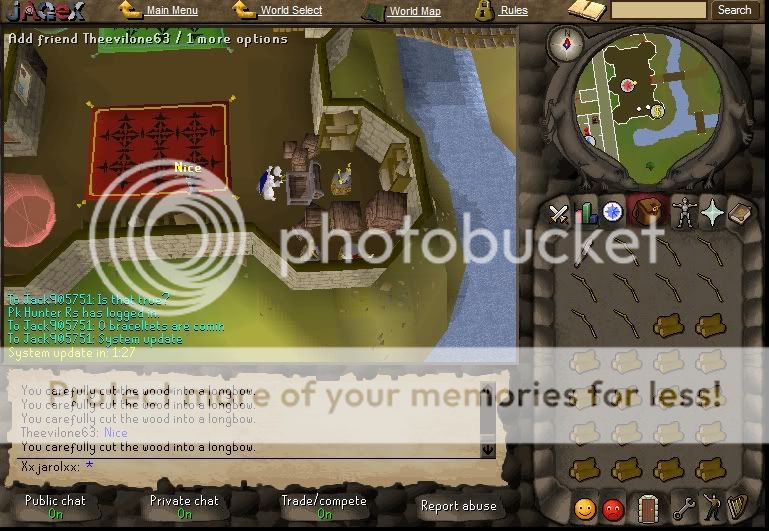 JAGEX
Main Menu
World Select
World Map
Rules
Search
Add friend Theevilone63 / 1 more options
Nice
photobucket
To Jack905751: Is that true?
Pk Hunter Rs has logged in.
To Jack905751: O braceltets are comn
To Jack905751: System update
System update in: 1:27
Protect more of your memories for less!
You carefully cut the wood into a longbow.
You carefully cut the wood into a longbow.
You carefully cut the wood into a longbow.
Theevilone63: Nice
You carefully cut the wood into a longbow.
Xxjarolxx: *
Public chat
On
Private chat
On
Trade/compete
On
Report abuse